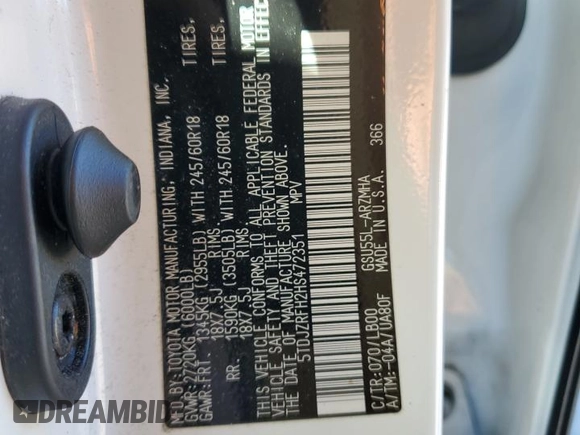 MFD.BY:TOYOTA MOTOR MANUFACTURING, INDIANA, INC.
GVWR: 2720KG (6000LB)
GAWR:FRT. 1345KG (2955LB) WITH 245/60R18 TIRES,
18X7.5J RIMS
RR. 1590KG (3505LB) WITH 245/60R18 TIRES,
18X7.5J RIMS.
THIS VEHICLE CONFORMS TO ALL APPLICABLE FEDERAL MOTOR
VEHICLE SAFETY AND THEFT PREVENTION STANDARDS IN EFFECT
THE DATE OF MANUFACTURE SHOWN ABOVE.
5TDJZRFH2HS472351 MPV
C/TR:070/LB00 GSU55L-ARZMHA
A/TM:-04A/UA80F MADE IN U.S.A. 366
DREAMBID